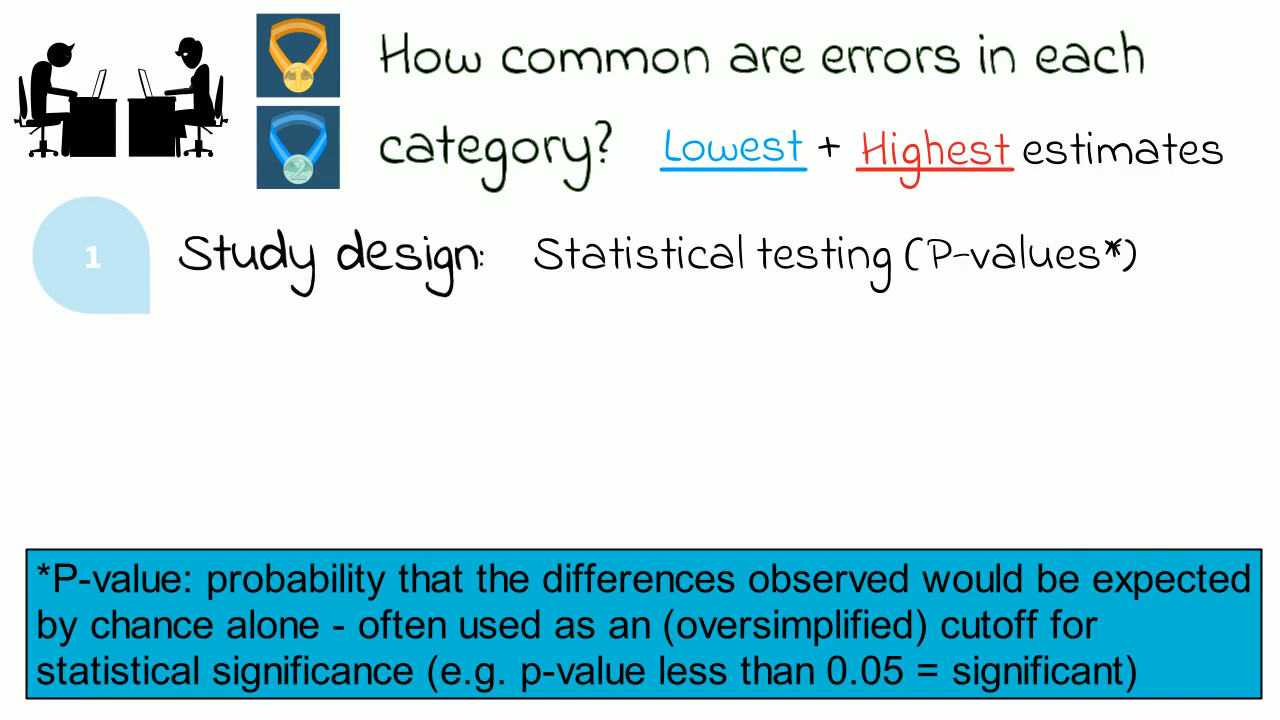 How common are errors in each
category? Lowest + Highest estimates
1 Study design: Statistical testing (P-values*)
*P-value: probability that the differences observed would be expected
by chance alone - often used as an (oversimplified) cutoff for
statistical significance (e.g. p-value less than 0.05 = significant)
1
2